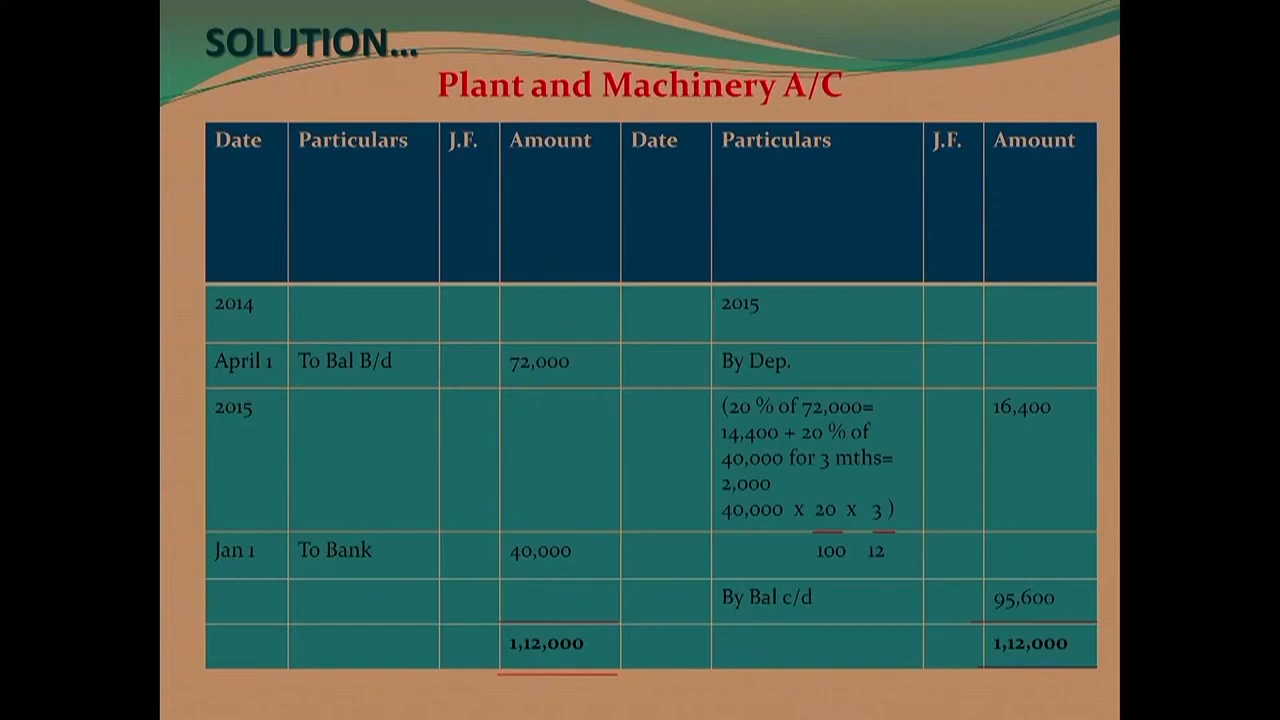 SOLUTION...
Plant and Machinery A/C
Date Particulars J.F. Amount Date Particulars J.F. Amount
2014 2015
April 1 To Bal B/d 72,000 By Dep.
2015 (20 % of 72,000= 16,400
14,400 + 20 % of
40,000 for 3 mths=
2,000
40,000 x 20 x 3 )
Jan 1 To Bank 40,000 100 12
By Bal c/d 95,600
1,12,000 1,12,000